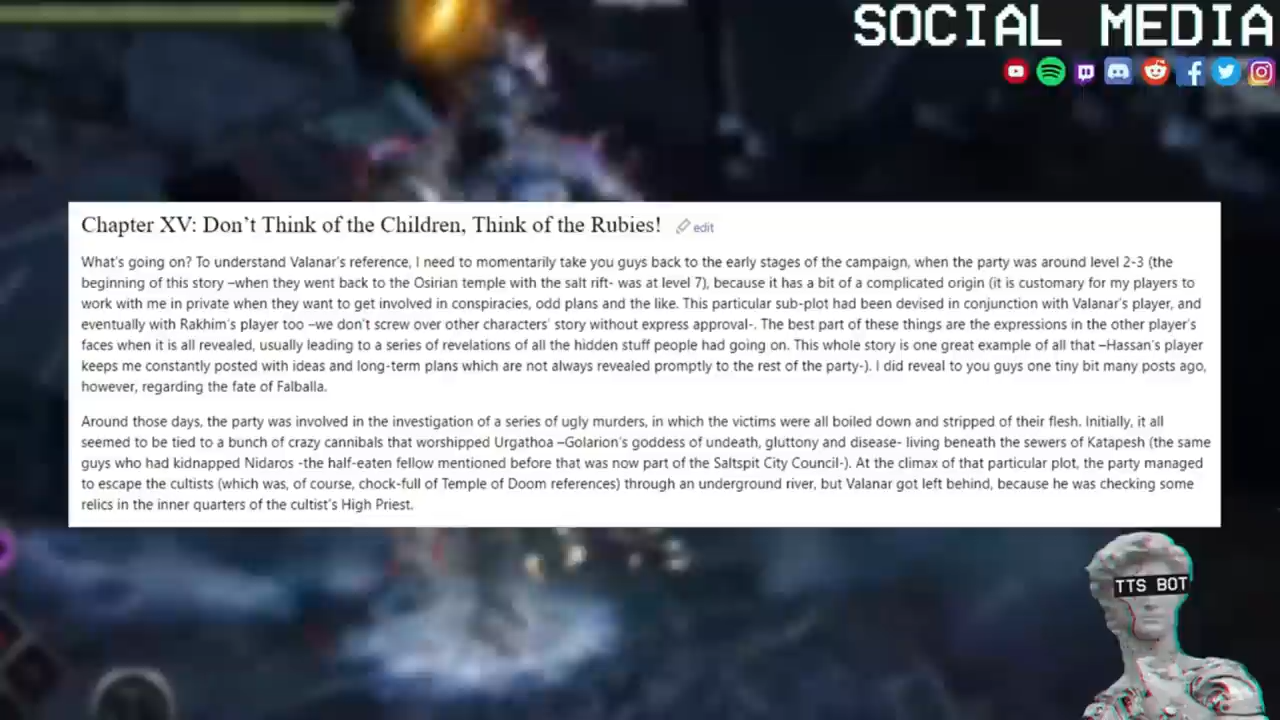 SOCIAL MEDIA
Chapter XV: Don't Think of the Children, Think of the Rubies! edit
What's going on? To understand Valanar's reference, I need to momentarily take you guys back to the early stages of the campaign, when the party was around level 2-3 (the
beginning of this story –when they went back to the Osirian temple with the salt rift- was at level 7), because it has a bit of a complicated origin (it is customary for my players to
work with me in private when they want to get involved in conspiracies, odd plans and the like. This particular sub-plot had been devised in conjunction with Valanar's player, and
eventually with Rakhim's player too –we don't screw over other characters' story without express approval-. The best part of these things are the expressions in the other player's
faces when it is all revealed, usually leading to a series of revelations of all the hidden stuff people had going on. This whole story is one great example of all that –Hassan's player
keeps me constantly posted with ideas and long-term plans which are not always revealed promptly to the rest of the party-). I did reveal to you guys one tiny bit many posts ago,
however, regarding the fate of Falballa.
Around those days, the party was involved in the investigation of a series of ugly murders, in which the victims were all boiled down and stripped of their flesh. Initially, it all
seemed to be tied to a bunch of crazy cannibals that worshipped Urgathoa –Golarion's goddess of undeath, gluttony and disease- living beneath the sewers of Katapesh (the same
guys who had kidnapped Nidaros -the half-eaten fellow mentioned before that was now part of the Saltspit City Council-). At the climax of that particular plot, the party managed
to escape the cultists (which was, of course, chock-full of Temple of Doom references) through an underground river, but Valanar got left behind, because he was checking some
relics in the inner quarters of the cultist's High Priest.
TTS BOT